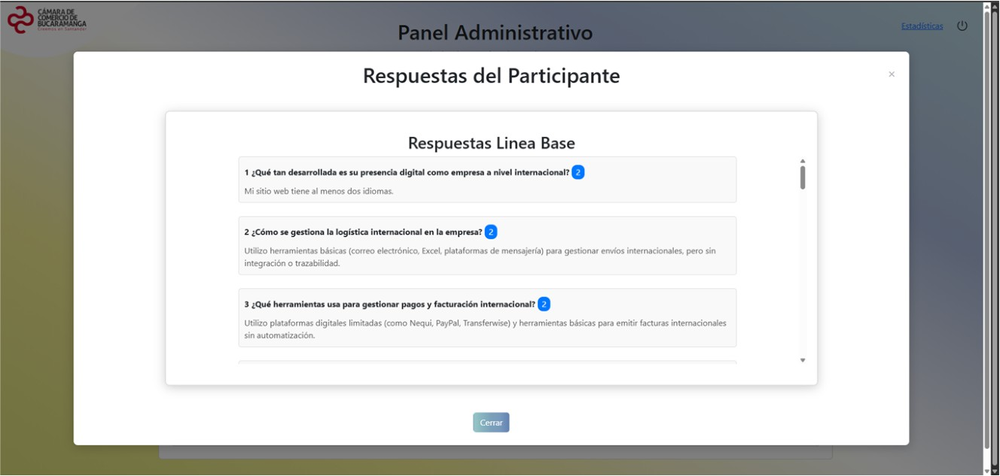 CÁMARA DE
COMERCIO DE
BUCARAMANGA
Creemos en Santander
Panel Administrativo
Estadísticas
Respuestas del Participante
×
Respuestas Linea Base
1 ¿Qué tan desarrollada es su presencia digital como empresa a nivel internacional? 2
Mi sitio web tiene al menos dos idiomas.
2 ¿Cómo se gestiona la logística internacional en la empresa? 2
Utilizo herramientas básicas (correo electrónico, Excel, plataformas de mensajería) para gestionar envíos internacionales, pero sin
integración o trazabilidad.
3 ¿Qué herramientas usa para gestionar pagos y facturación internacional? 2
Utilizo plataformas digitales limitadas (como Nequi, PayPal, Transferwise) y herramientas básicas para emitir facturas internacionales
sin automatización.
Cerrar